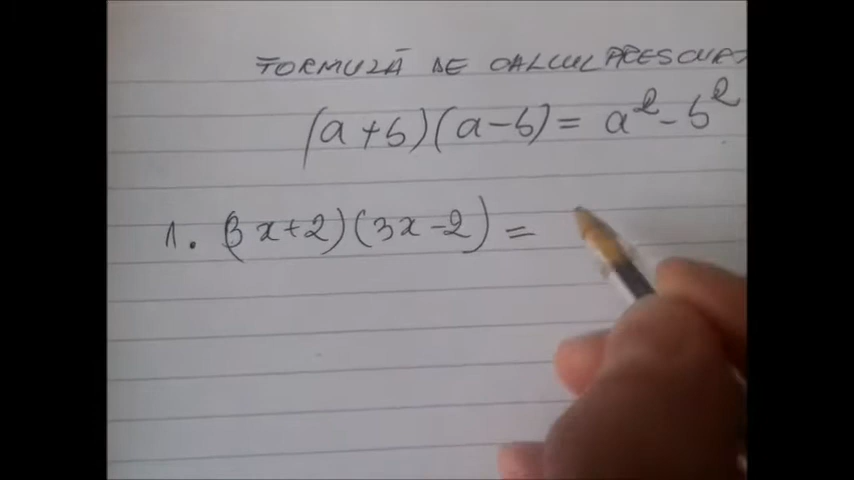 FORMULĂ DE CALCUL PRESCURT
(a+b)(a-b) = a² - b²
1. (3x+2)(3x-2) =